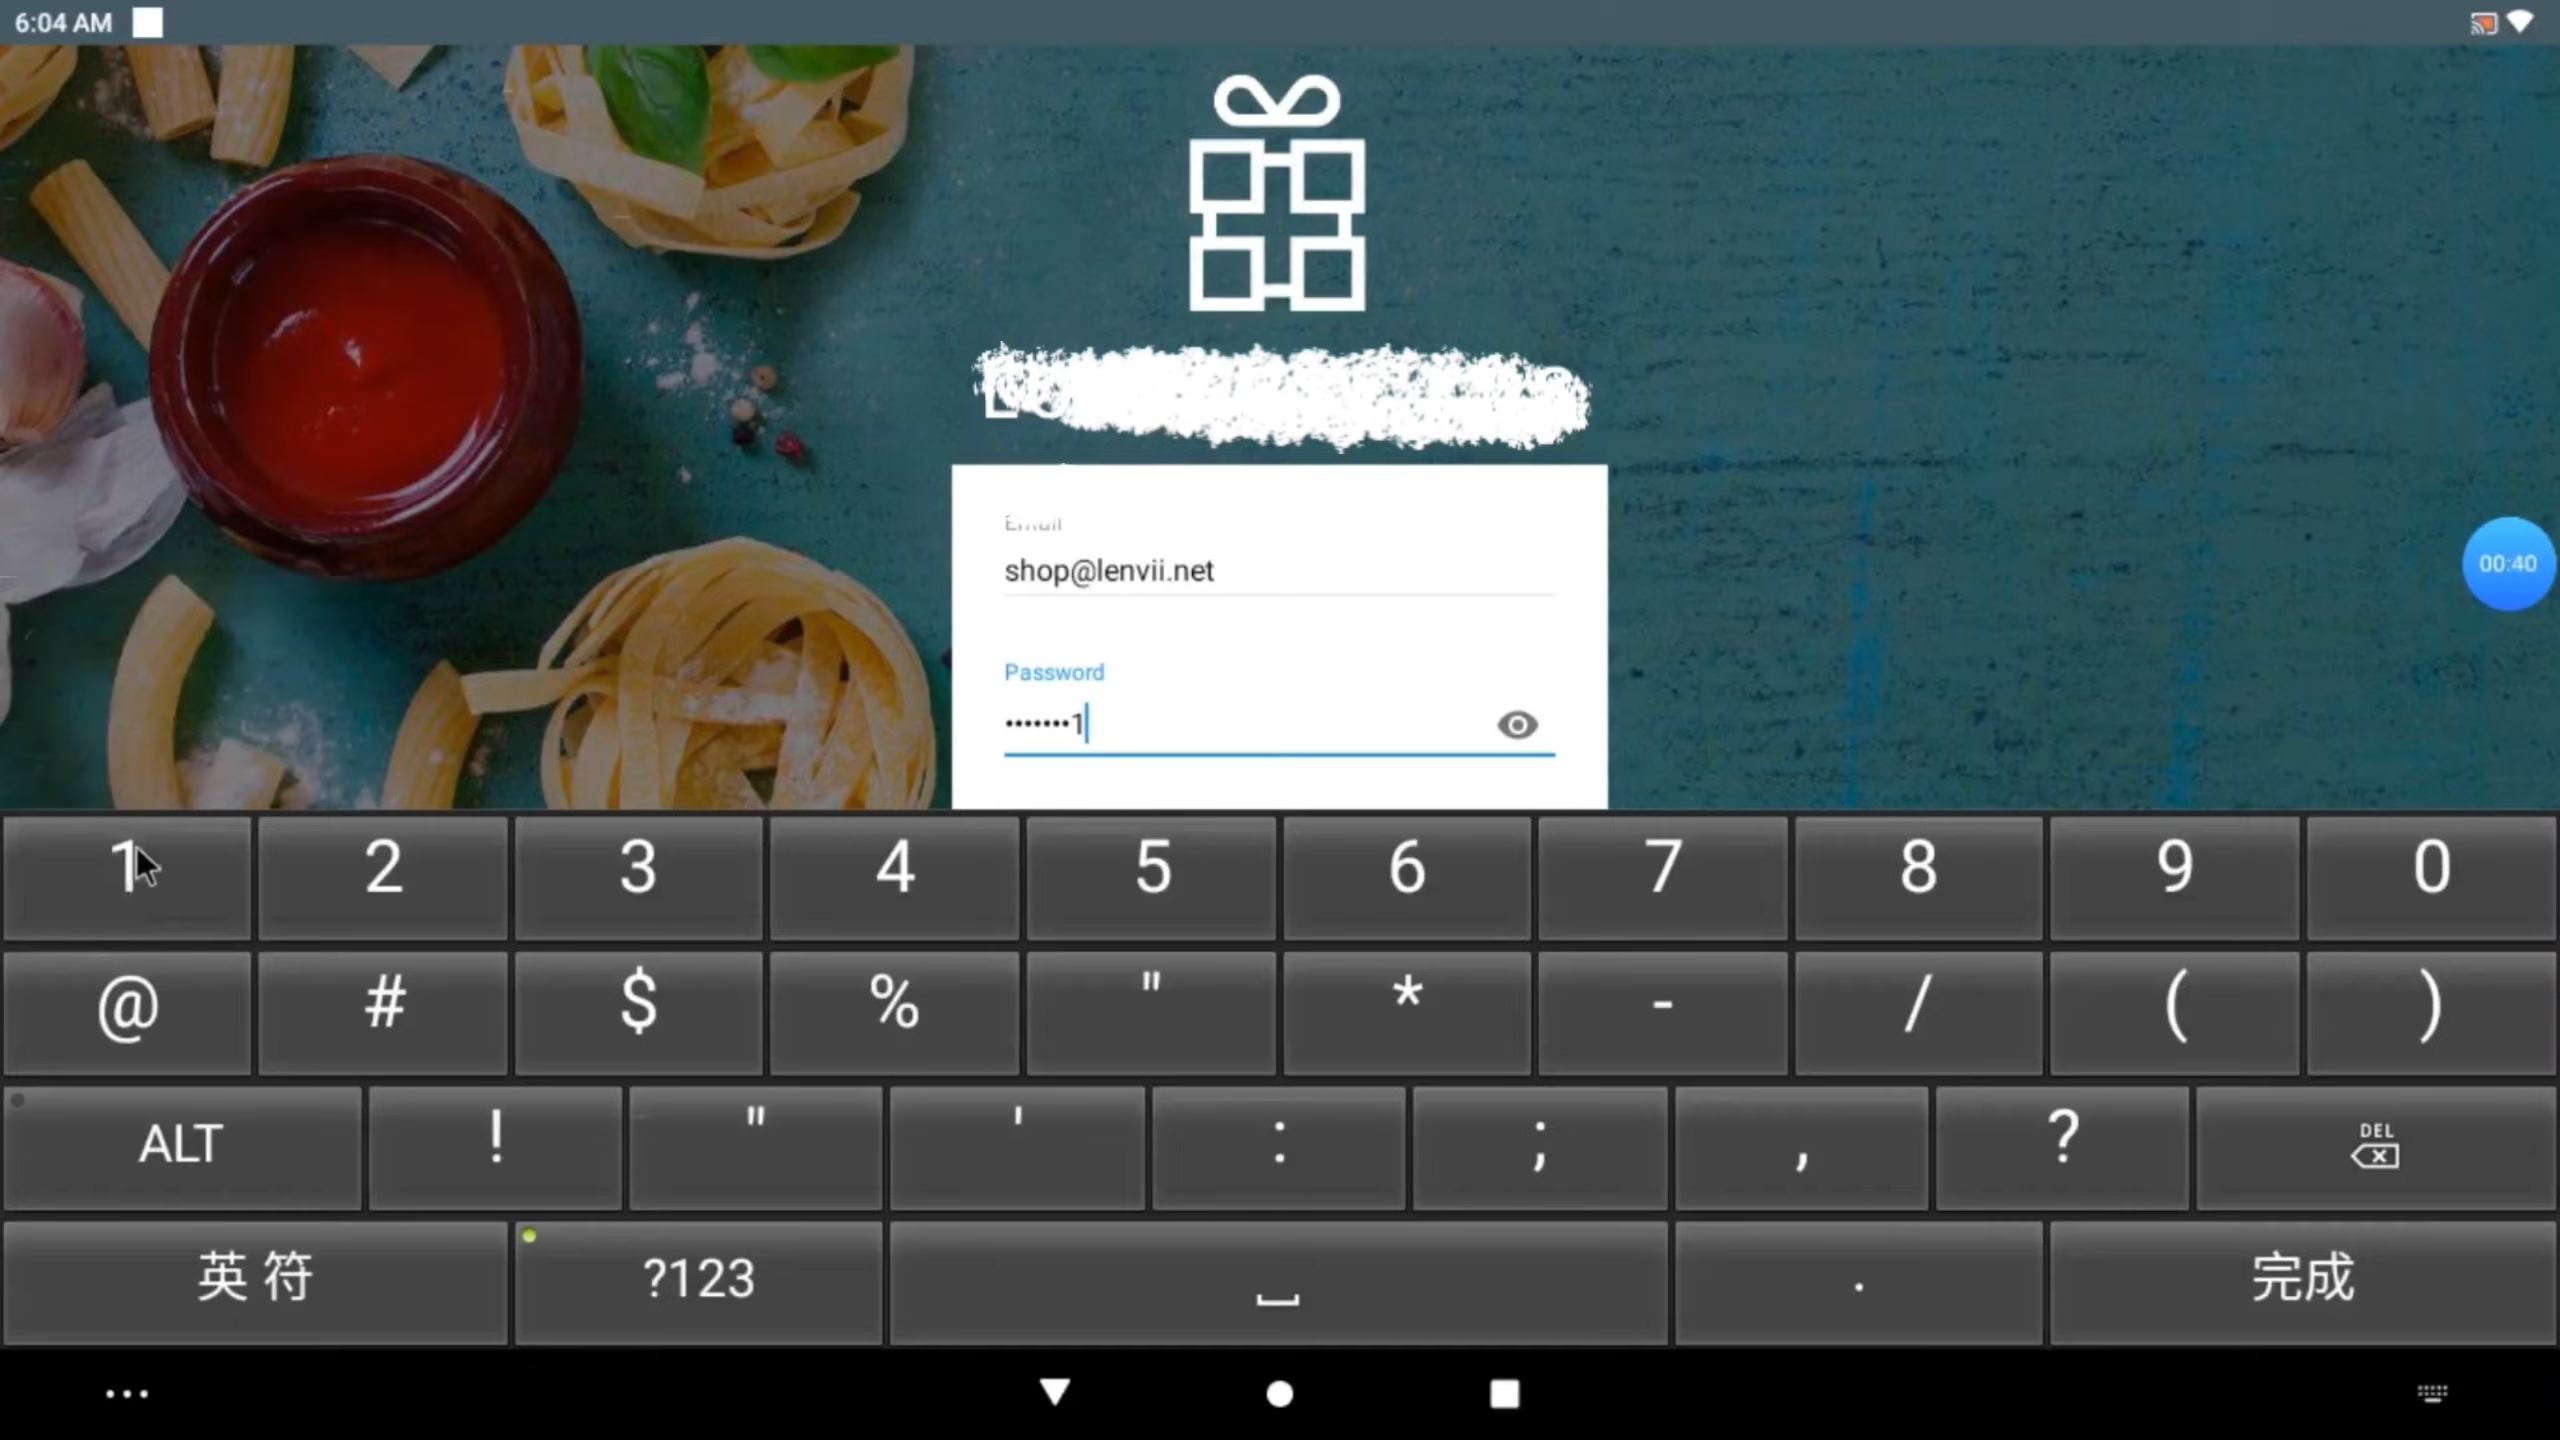 6:04 AM
Email
shop@lenvii.net
00:40
Password
•••••••1
1 2 3 4 5 6 7 8 9 0
@ # $ % " * - / ( )
ALT ! " ' : ; , ? DEL
英 符 ?123 . 完成